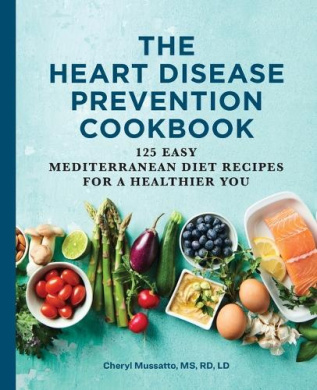 THE
HEART DISEASE
PREVENTION
COOKBOOK
125 EASY
MEDITERRANEAN DIET RECIPES
FOR A HEALTHIER YOU
Cheryl Mussatto, MS, RD, LD